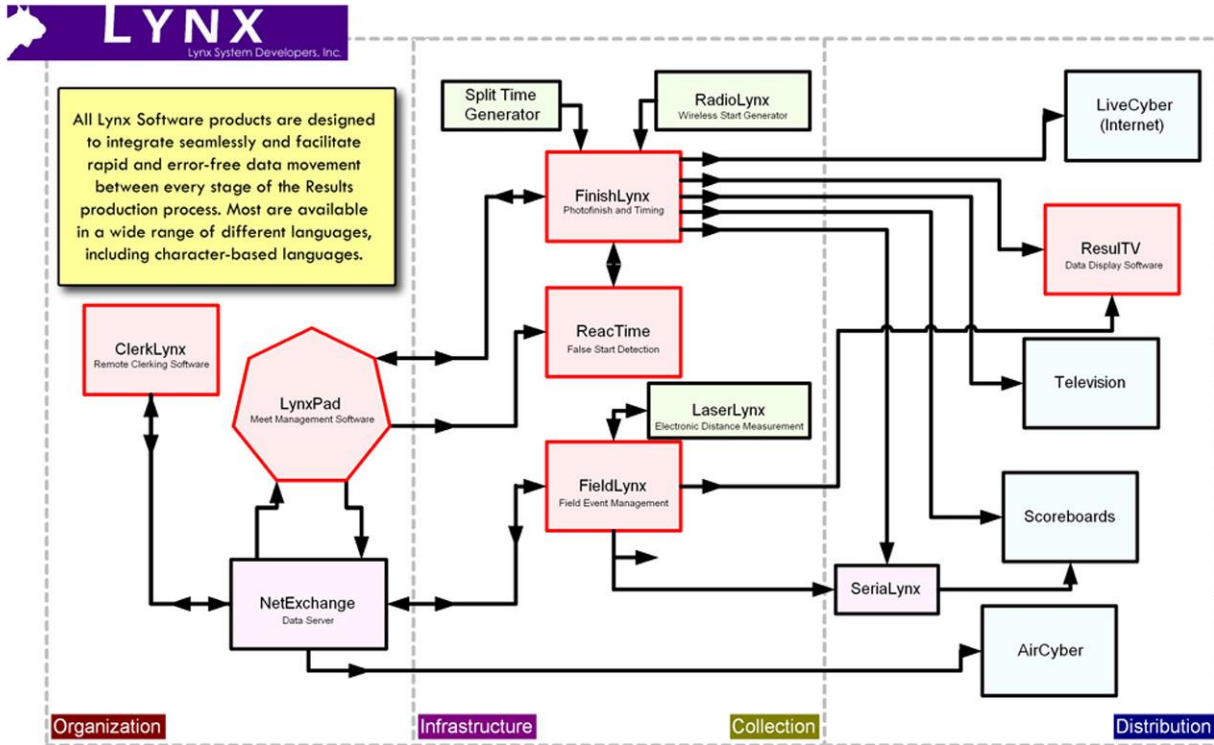 LYNX
Lynx System Developers, Inc.
All Lynx Software products are designed
to integrate seamlessly and facilitate
rapid and error-free data movement
between every stage of the Results
production process. Most are available
in a wide range of different languages,
including character-based languages.
Split Time
Generator
RadioLynx
Wireless Start Generator
LiveCyber
(Internet)
FinishLynx
Photofinish and Timing
ResulTV
Data Display Software
ClerkLynx
Remote Clerking Software
ReacTime
False Start Detection
LynxPad
Meet Management Software
Television
LaserLynx
Electronic Distance Measurement
FieldLynx
Field Event Management
Scoreboards
NetExchange
Data Server
SeriaLynx
AirCyber
Organization
Infrastructure
Collection
Distribution